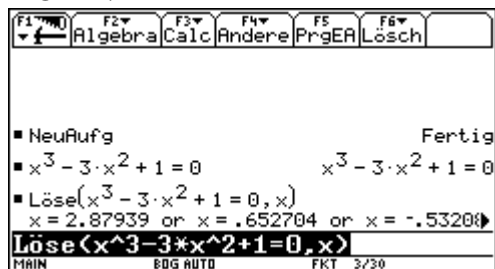 F1 F2 F3 F4 F5 F6
Algebra Calc Andere PrgEA Lösch
▪ NeuAufg Fertig
▪ x³ − 3·x² + 1 = 0 x³ − 3·x² + 1 = 0
▪ Löse(x³ − 3·x² + 1 = 0, x)
x = 2.87939 or x = .652704 or x = -.53208▶
Löse(x^3-3*x^2+1=0,x)
MAIN BOG AUTO FKT 3/30